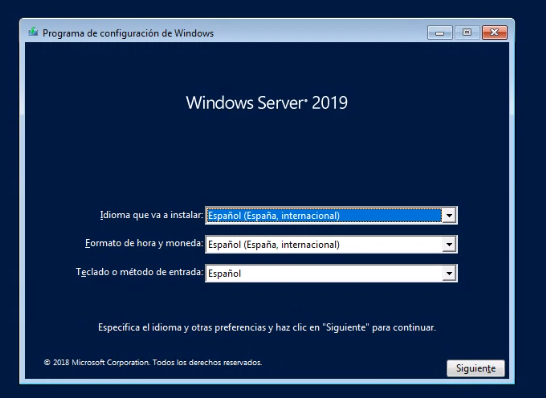 Programa de configuración de Windows
Windows Server® 2019
Idioma que va a instalar: Español (España, internacional)
Formato de hora y moneda: Español (España, internacional)
Teclado o método de entrada: Español
Especifica el idioma y otras preferencias y haz clic en "Siguiente" para continuar.
© 2018 Microsoft Corporation. Todos los derechos reservados.
Siguiente